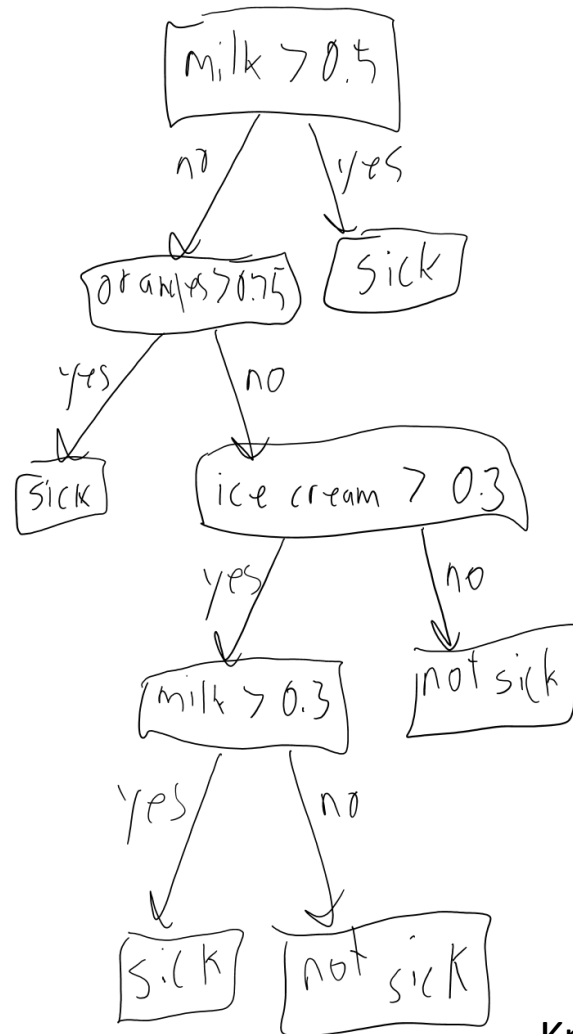 milk > 0.5
no
yes
oranges > 0.75
sick
yes
no
sick
ice cream > 0.3
yes
no
milk > 0.3
not sick
yes
no
sick
not sick